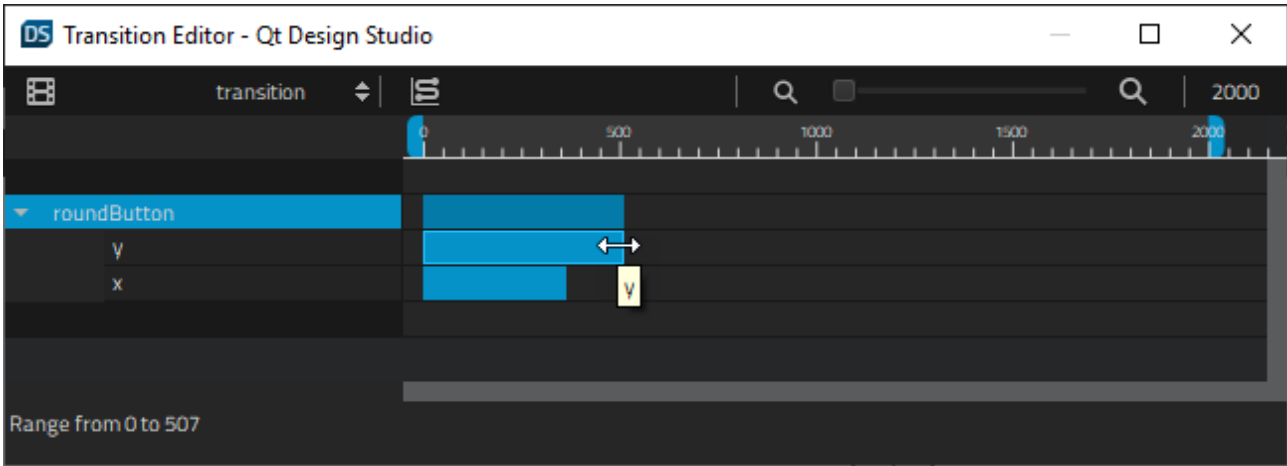 DS Transition Editor - Qt Design Studio
transition 2000
0 500 1000 1500 2000
roundButton
y
x
y
Range from 0 to 507